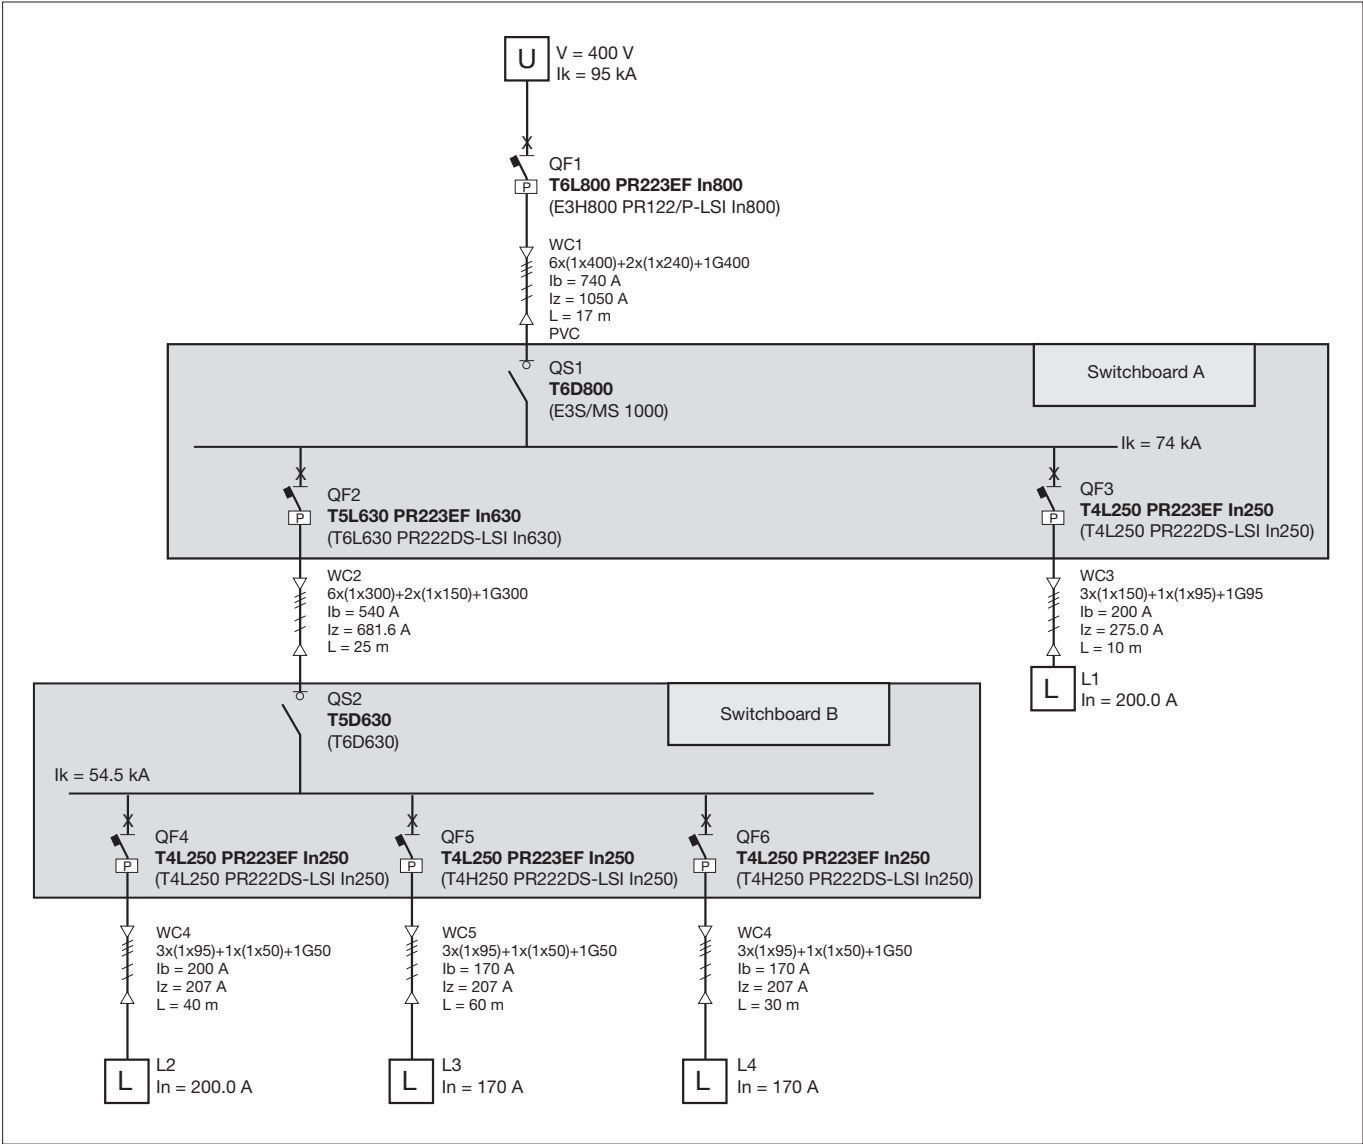 U
V = 400 V
Ik = 95 kA
X
QF1
P
T6L800 PR223EF In800
(E3H800 PR122/P-LSI In800)
WC1
6x(1x400)+2x(1x240)+1G400
Ib = 740 A
Iz = 1050 A
L = 17 m
PVC
QS1
T6D800
(E3S/MS 1000)
Switchboard A
Ik = 74 kA
X
QF2
P
T5L630 PR223EF In630
(T6L630 PR222DS-LSI In630)
X
QF3
P
T4L250 PR223EF In250
(T4L250 PR222DS-LSI In250)
WC2
6x(1x300)+2x(1x150)+1G300
Ib = 540 A
Iz = 681.6 A
L = 25 m
WC3
3x(1x150)+1x(1x95)+1G95
Ib = 200 A
Iz = 275.0 A
L = 10 m
L
L1
In = 200.0 A
QS2
T5D630
(T6D630)
Switchboard B
Ik = 54.5 kA
X
QF4
P
T4L250 PR223EF In250
(T4L250 PR222DS-LSI In250)
X
QF5
P
T4L250 PR223EF In250
(T4H250 PR222DS-LSI In250)
X
QF6
P
T4L250 PR223EF In250
(T4H250 PR222DS-LSI In250)
WC4
3x(1x95)+1x(1x50)+1G50
Ib = 200 A
Iz = 207 A
L = 40 m
WC5
3x(1x95)+1x(1x50)+1G50
Ib = 170 A
Iz = 207 A
L = 60 m
WC4
3x(1x95)+1x(1x50)+1G50
Ib = 170 A
Iz = 207 A
L = 30 m
L
L2
In = 200.0 A
L
L3
In = 170 A
L
L4
In = 170 A